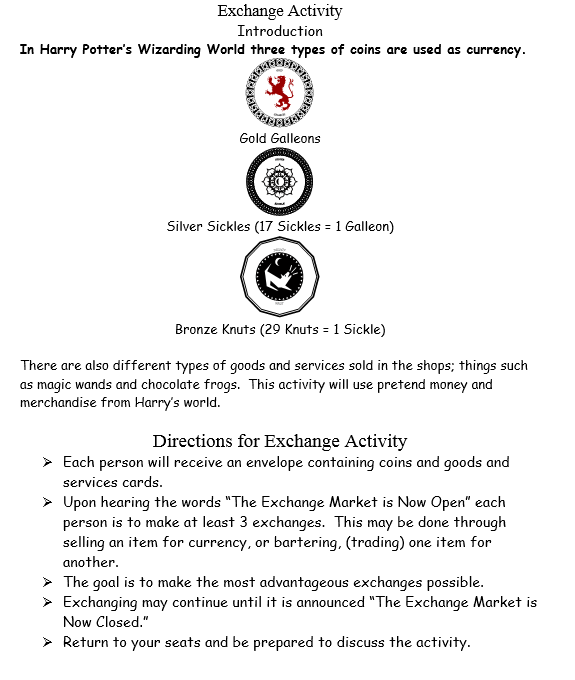 Exchange Activity
Introduction
In Harry Potter's Wizarding World three types of coins are used as currency.
Gold Galleons
Silver Sickles (17 Sickles = 1 Galleon)
Bronze Knuts (29 Knuts = 1 Sickle)
There are also different types of goods and services sold in the shops; things such
as magic wands and chocolate frogs.  This activity will use pretend money and
merchandise from Harry's world.
Directions for Exchange Activity
➢ Each person will receive an envelope containing coins and goods and
services cards.
➢ Upon hearing the words "The Exchange Market is Now Open" each
person is to make at least 3 exchanges.  This may be done through
selling an item for currency, or bartering, (trading) one item for
another.
➢ The goal is to make the most advantageous exchanges possible.
➢ Exchanging may continue until it is announced "The Exchange Market is
Now Closed."
➢ Return to your seats and be prepared to discuss the activity.